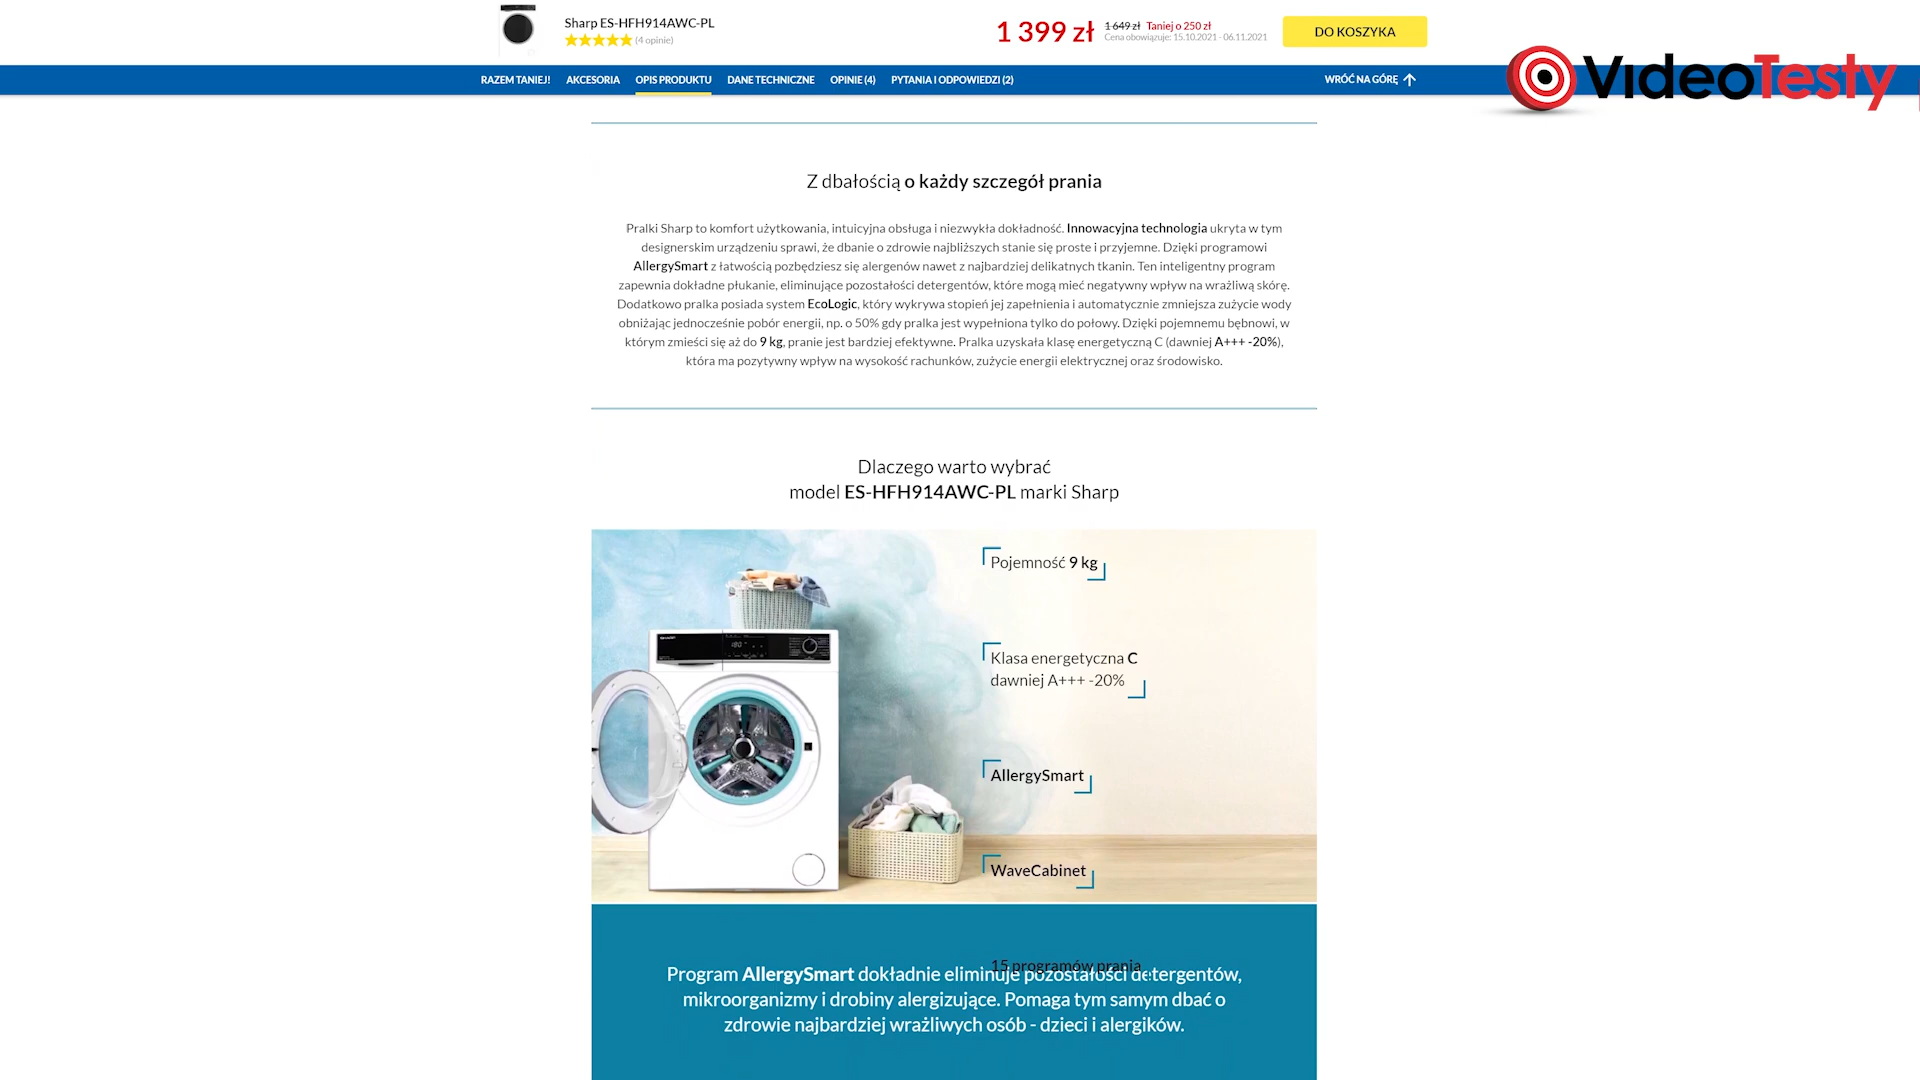 Sharp ES-HFH914AWC-PL
(4 opinie)
1 399 zł
1 649 zł Taniej o 250 zł
Cena obowiązuje: 15.10.2021 - 06.11.2021
DO KOSZYKA
RAZEM TANIEJ!
AKCESORIA
OPIS PRODUKTU
DANE TECHNICZNE
OPINIE (4)
PYTANIA I ODPOWIEDZI (2)
WRÓĆ NA GÓRĘ
VideoTesty
Z dbałością o każdy szczegół prania
Pralki Sharp to komfort użytkowania, intuicyjna obsługa i niezwykła dokładność. Innowacyjna technologia ukryta w tym
designerskim urządzeniu sprawi, że dbanie o zdrowie najbliższych stanie się proste i przyjemne. Dzięki programowi
AllergySmart z łatwością pozbędziesz się alergenów nawet z najbardziej delikatnych tkanin. Ten inteligentny program
zapewnia dokładne płukanie, eliminujące pozostałości detergentów, które mogą mieć negatywny wpływ na wrażliwą skórę.
Dodatkowo pralka posiada system EcoLogic, który wykrywa stopień jej zapełnienia i automatycznie zmniejsza zużycie wody
obniżając jednocześnie pobór energii, np. o 50% gdy pralka jest wypełniona tylko do połowy. Dzięki pojemnemu bębnowi, w
którym zmieści się aż do 9 kg, pranie jest bardziej efektywne. Pralka uzyskała klasę energetyczną C (dawniej A+++ -20%),
która ma pozytywny wpływ na wysokość rachunków, zużycie energii elektrycznej oraz środowisko.
Dlaczego warto wybrać
model ES-HFH914AWC-PL marki Sharp
Pojemność 9 kg
Klasa energetyczna C
dawniej A+++ -20%
AllergySmart
WaveCabinet
15 programów prania
Program AllergySmart dokładnie eliminuje pozostałości detergentów,
mikroorganizmy i drobiny alergizujące. Pomaga tym samym dbać o
zdrowie najbardziej wrażliwych osób - dzieci i alergików.